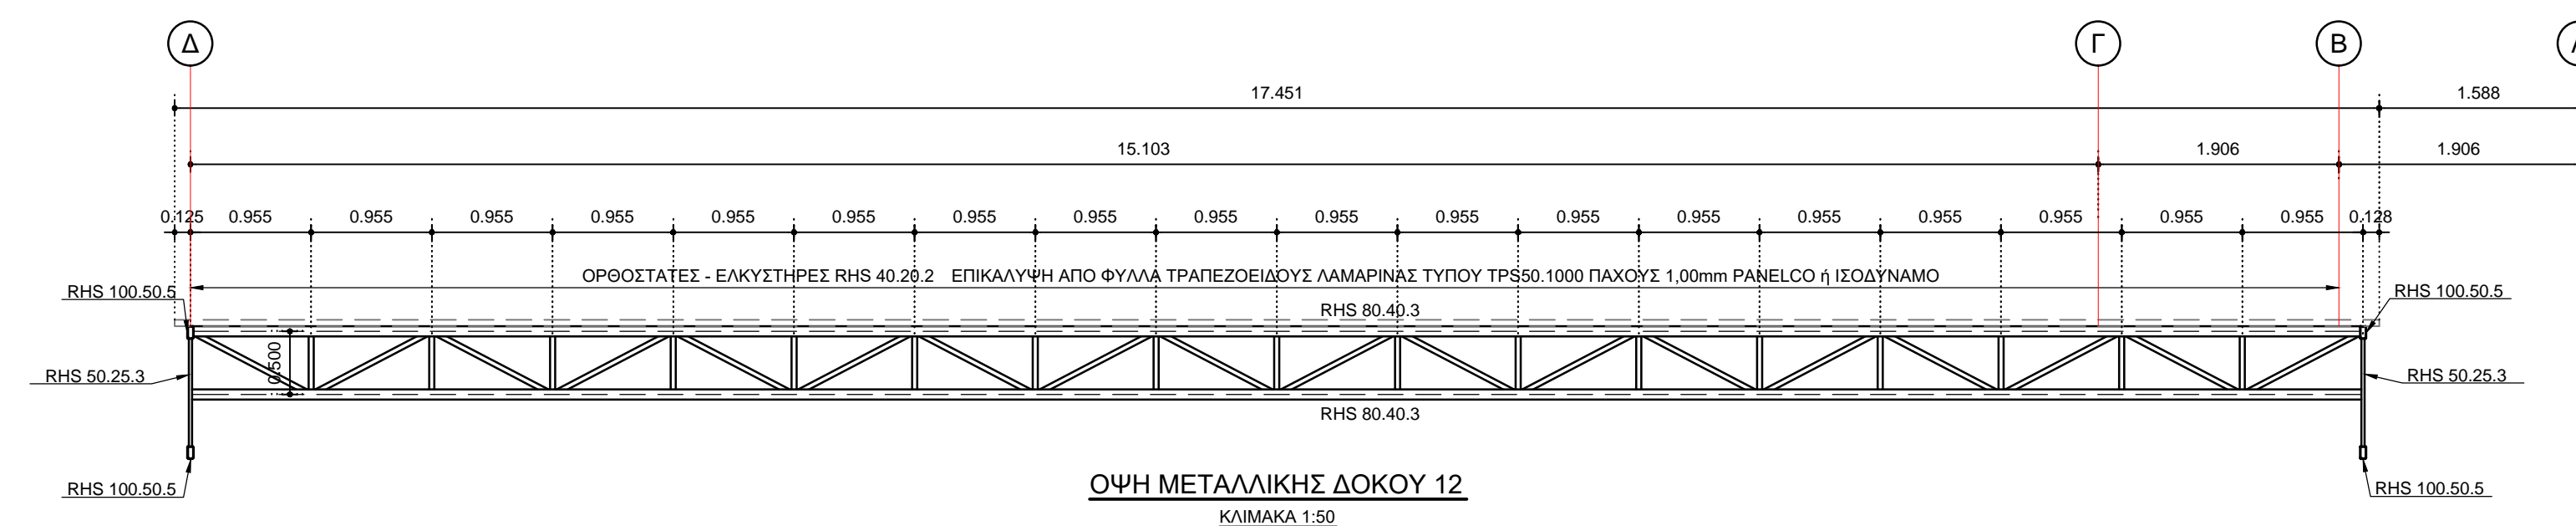 Δ Γ Β
17.451 1.588
15.103 1.906 1.906
0.125 0.955 0.955 0.955 0.955 0.955 0.955 0.955 0.955 0.955 0.955 0.955 0.955 0.955 0.955 0.955 0.955 0.955 0.955 0.128
ΟΡΘΟΣΤΑΤΕΣ - ΕΛΚΥΣΤΗΡΕΣ RHS 40.20.2 ΕΠΙΚΑΛΥΨΗ ΑΠΟ ΦΥΛΛΑ ΤΡΑΠΕΖΟΕΙΔΟΥΣ ΛΑΜΑΡΙΝΑΣ ΤΥΠΟΥ TPS50.1000 ΠΑΧΟΥΣ 1,00mm PANELCO ή ΙΣΟΔΥΝΑΜΟ
RHS 100.50.5 RHS 100.50.5
RHS 80.40.3
0.500
RHS 50.25.3 RHS 50.25.3
RHS 80.40.3
RHS 100.50.5 RHS 100.50.5
ΟΨΗ ΜΕΤΑΛΛΙΚΗΣ ΔΟΚΟΥ 12
ΚΛΙΜΑΚΑ 1:50